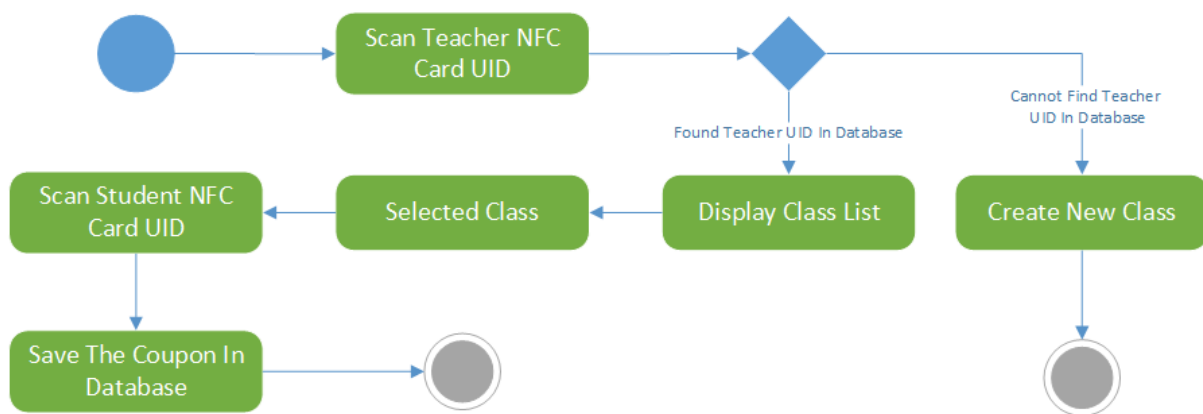 Scan Teacher NFC
Card UID
Cannot Find Teacher
UID In Database
Found Teacher UID In Database
Scan Student NFC
Card UID
Selected Class
Display Class List
Create New Class
Save The Coupon In
Database